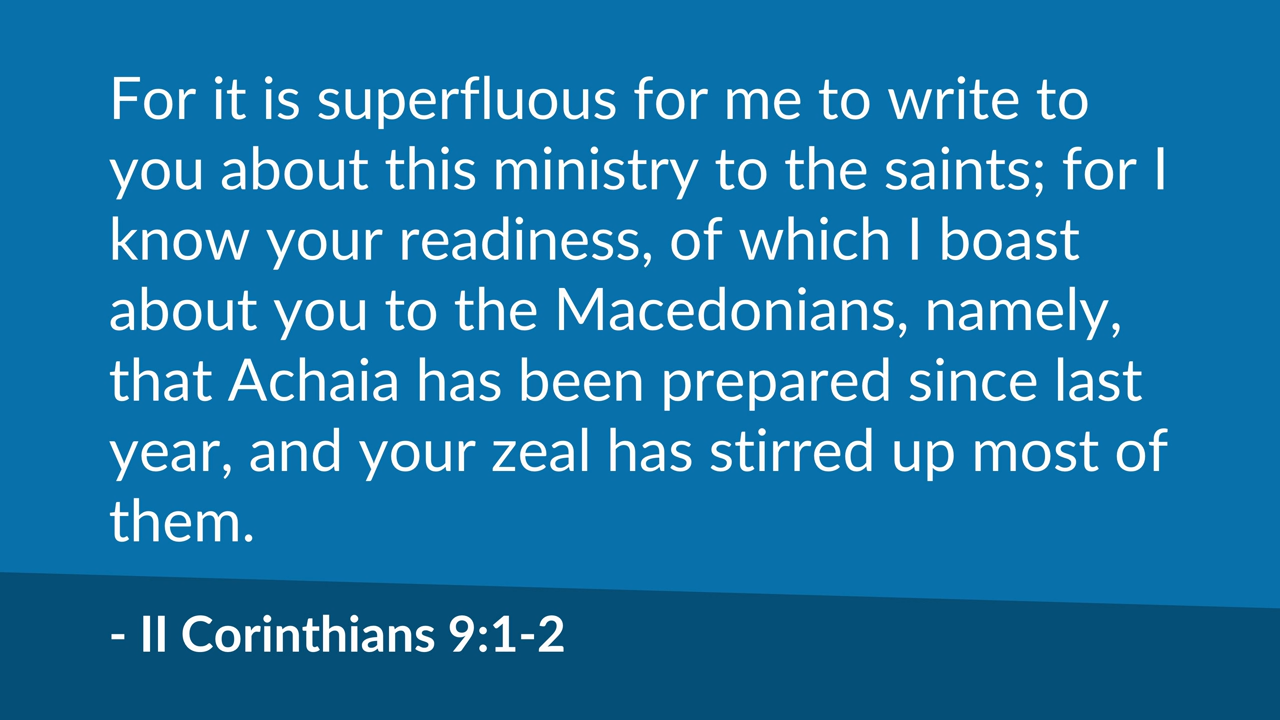 For it is superfluous for me to write to
you about this ministry to the saints; for I
know your readiness, of which I boast
about you to the Macedonians, namely,
that Achaia has been prepared since last
year, and your zeal has stirred up most of
them.
- II Corinthians 9:1-2